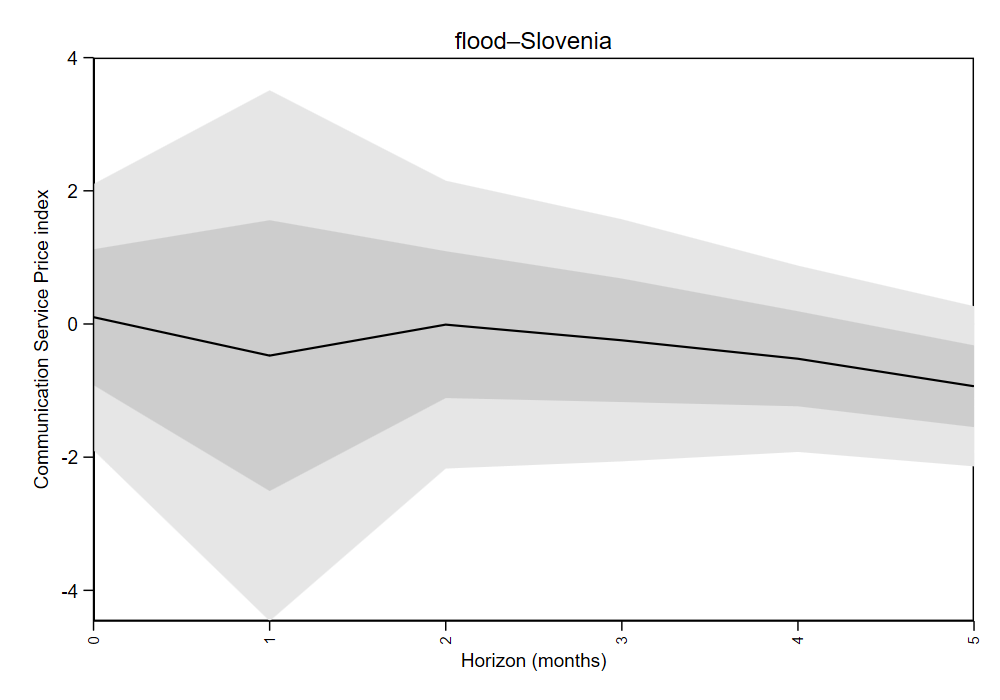 flood–Slovenia
Communication Service Price index
4
2
0
-2
-4
0 1 2 3 4 5
Horizon (months)